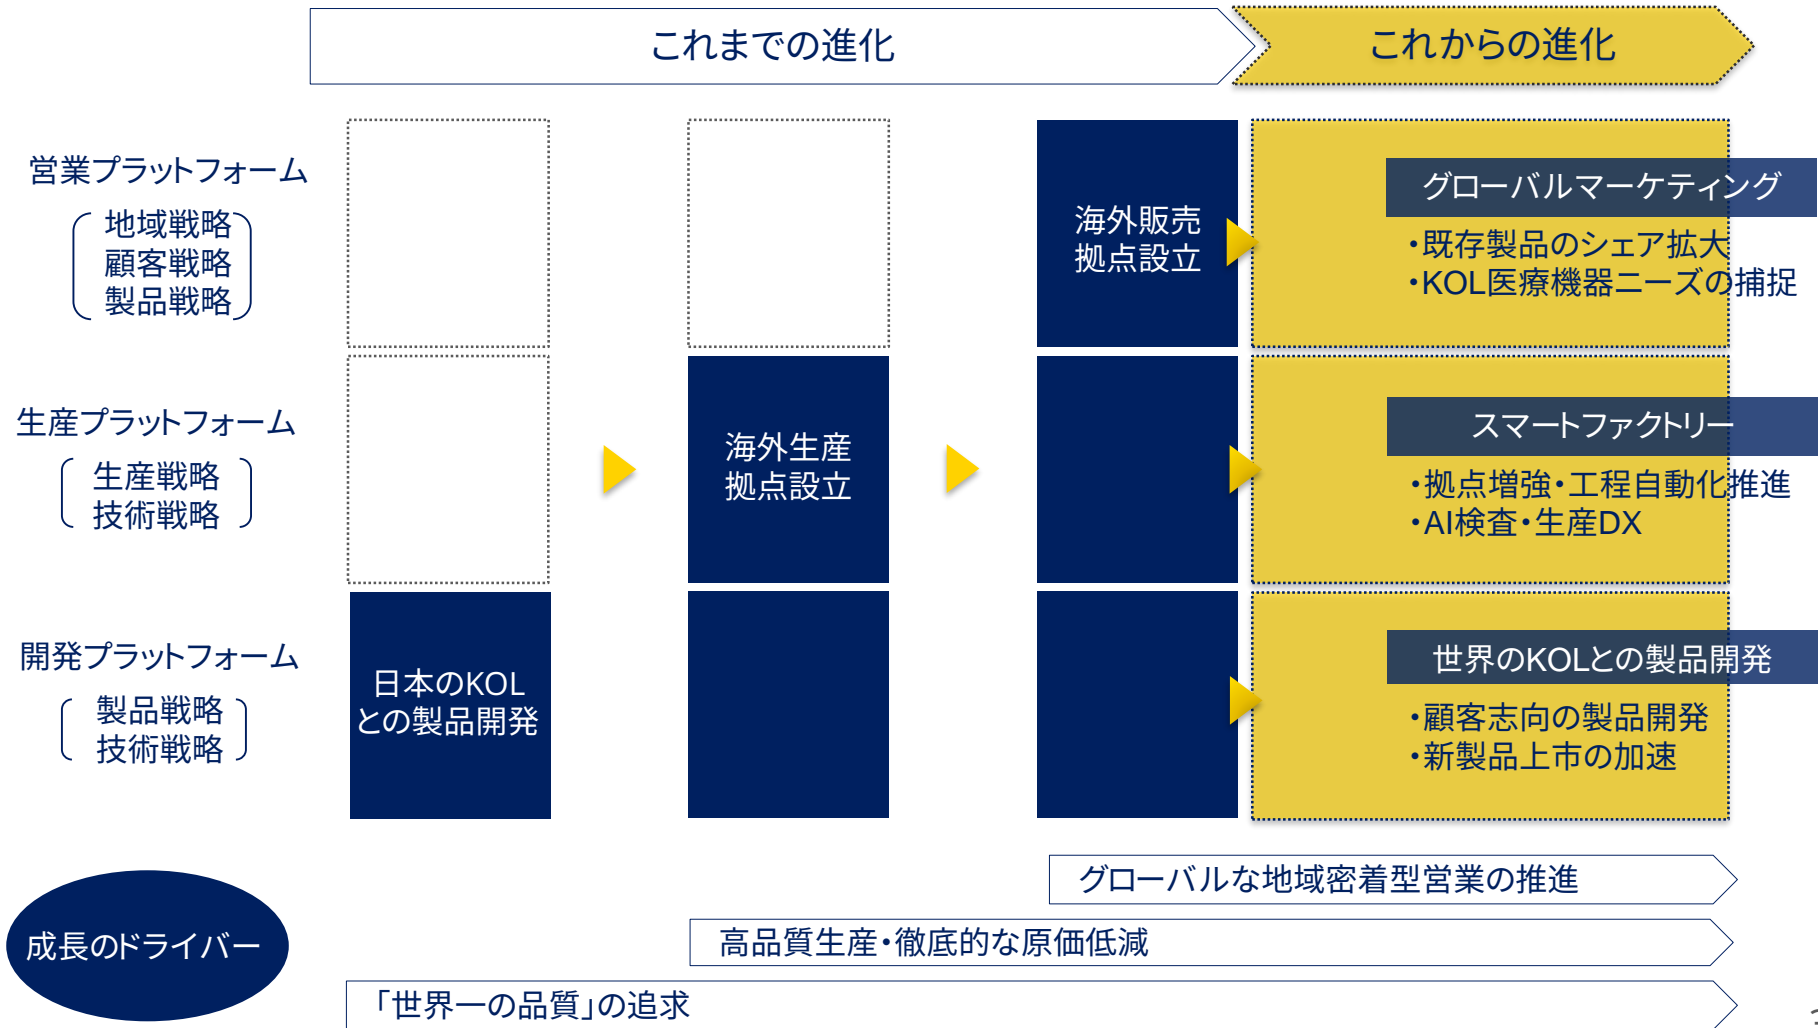 これまでの進化
これからの進化
営業プラットフォーム
地域戦略
顧客戦略
製品戦略
海外販売
拠点設立
グローバルマーケティング
・既存製品のシェア拡大
・KOL医療機器ニーズの捕捉
生産プラットフォーム
生産戦略
技術戦略
海外生産
拠点設立
スマートファクトリー
・拠点増強・工程自動化推進
・AI検査・生産DX
開発プラットフォーム
製品戦略
技術戦略
日本のKOL
との製品開発
世界のKOLとの製品開発
・顧客志向の製品開発
・新製品上市の加速
成長のドライバー
グローバルな地域密着型営業の推進
高品質生産・徹底的な原価低減
「世界一の品質」の追求